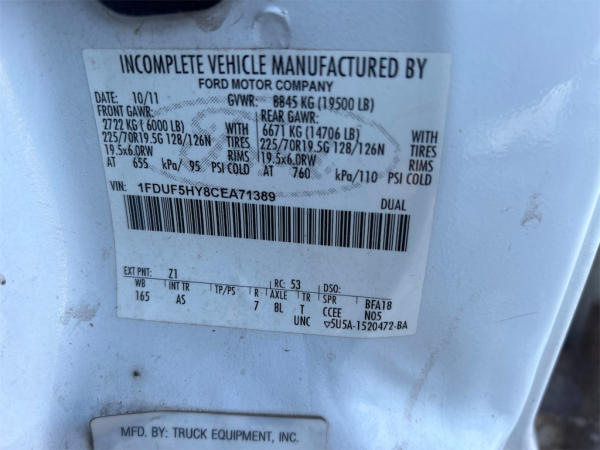 INCOMPLETE VEHICLE MANUFACTURED BY
FORD MOTOR COMPANY
DATE: 10/11 GVWR: 8845 KG (19500 LB)
FRONT GAWR: REAR GAWR:
2722 KG (6000 LB) WITH 6671 KG (14706 LB) WITH
225/70R19.5G 128/126N TIRES 225/70R19.5G 128/126N TIRES
19.5x6.0RW RIMS 19.5x6.0RW RIMS
AT 655 kPa/ 95 PSI COLD AT 760 kPa/110 PSI COLD
VIN: 1FDUF5HY8CEA71389 DUAL
EXT PNT: Z1 RC: 53 DSO:
WB INT TR TP/PS R AXLE TR SPR BFA18
165 AS 7 8L T CCEE N05
UNC ▽5U5A-1520472-BA
MFD. BY: TRUCK EQUIPMENT, INC.